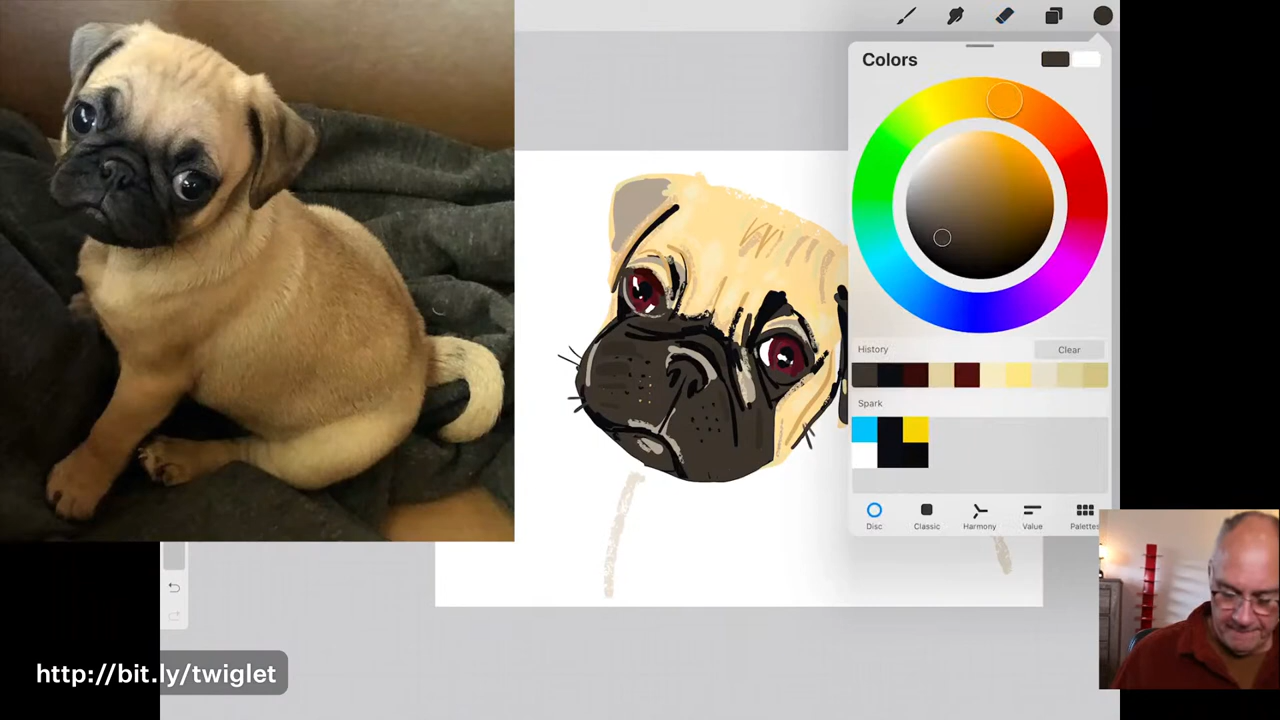 Colors
History
Clear
Spark
Disc
Classic
Harmony
Value
Palettes
http://bit.ly/twiglet